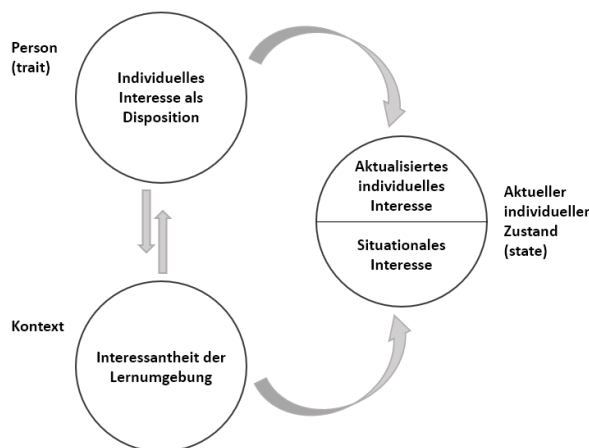 Person
(trait)
Individuelles
Interesse als
Disposition
Aktualisiertes
individuelles
Interesse
Situationales
Interesse
Aktueller
individueller
Zustand
(state)
Kontext
Interessantheit der
Lernumgebung